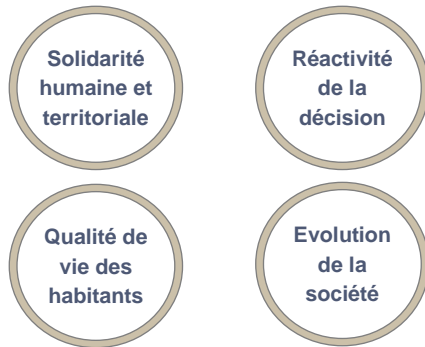 Solidarité
humaine et
territoriale
Réactivité
de la
décision
Qualité de
vie des
habitants
Evolution
de la
société